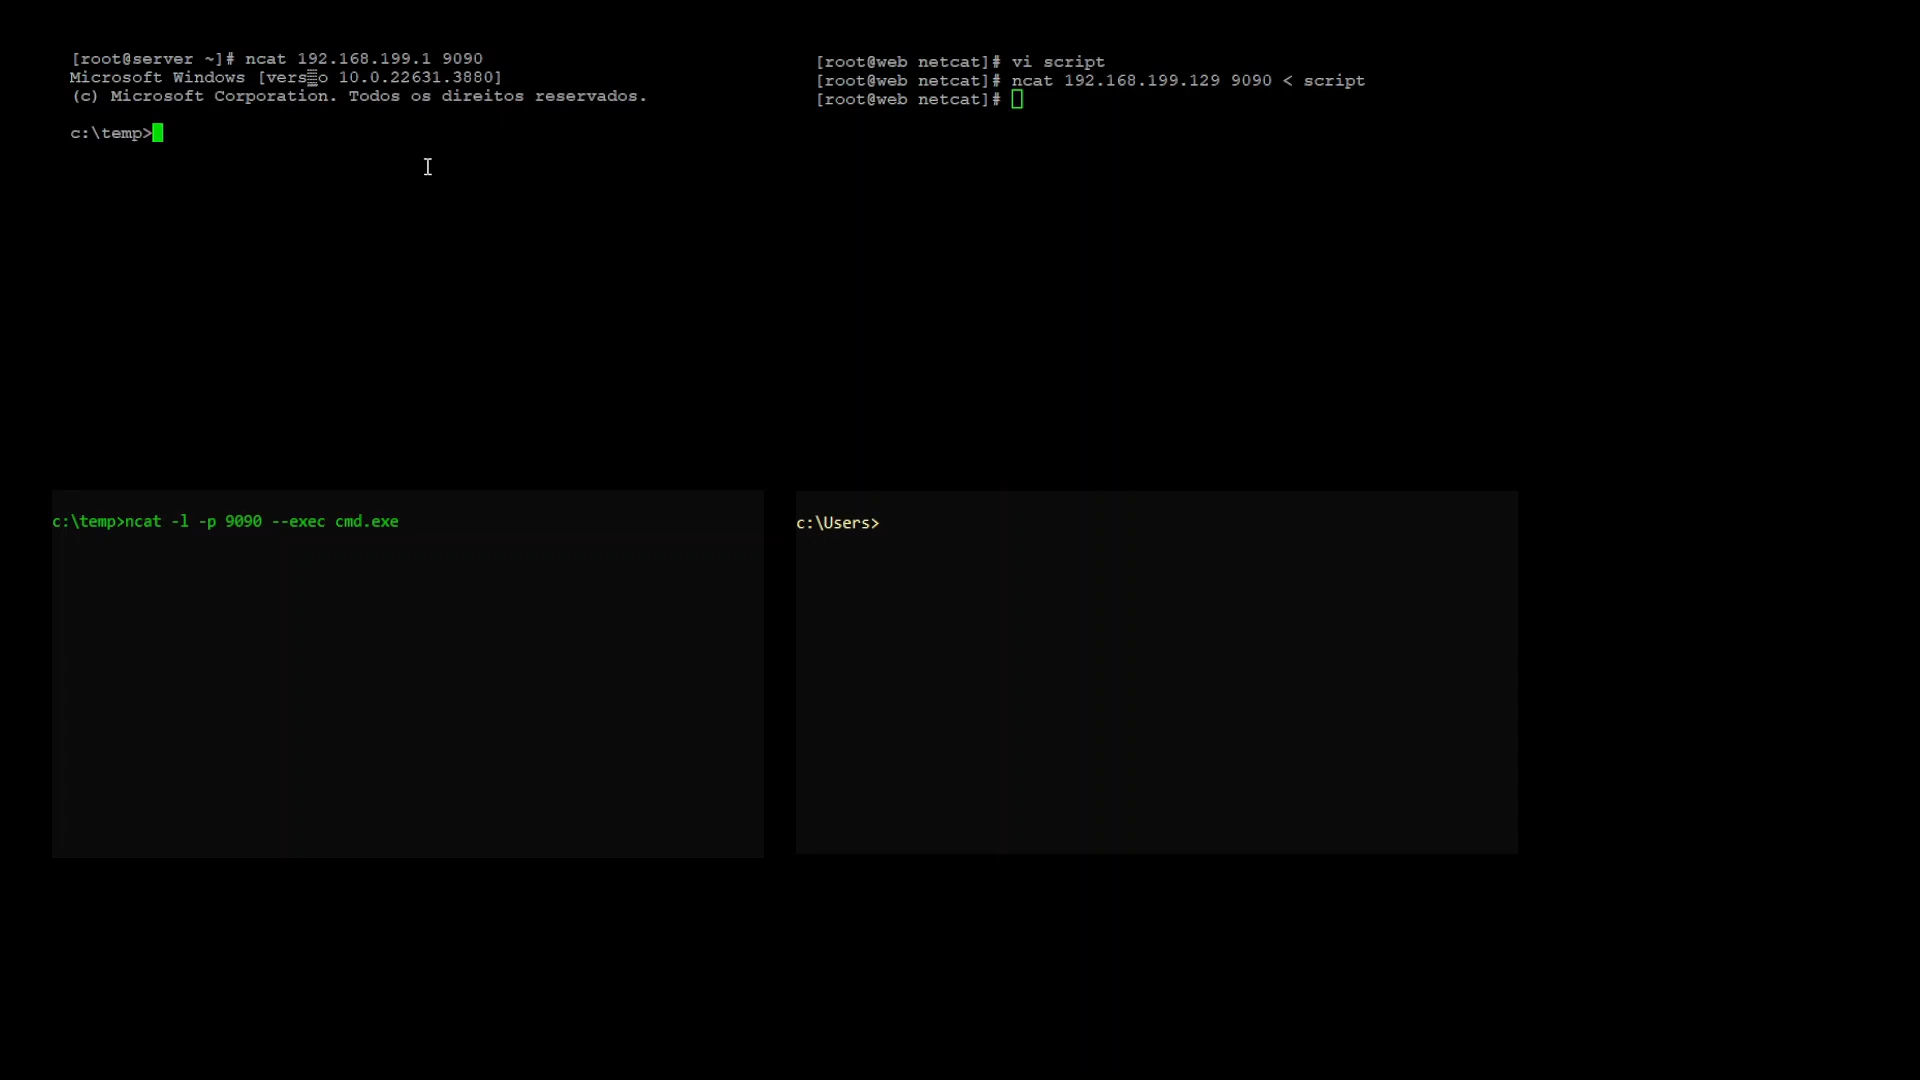 [root@server ~]# ncat 192.168.199.1 9090
Microsoft Windows [vers▒o 10.0.22631.3880]
(c) Microsoft Corporation. Todos os direitos reservados.
c:\temp>
[root@web netcat]# vi script
[root@web netcat]# ncat 192.168.199.129 9090 < script
[root@web netcat]#
c:\temp>ncat -l -p 9090 --exec cmd.exe
c:\Users>